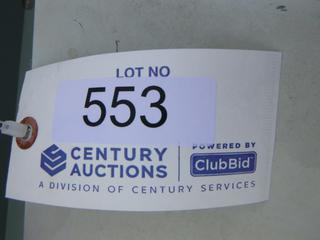 LOT NO
553
CENTURY
AUCTIONS
POWERED BY
ClubBid
A DIVISION OF CENTURY SERVICES